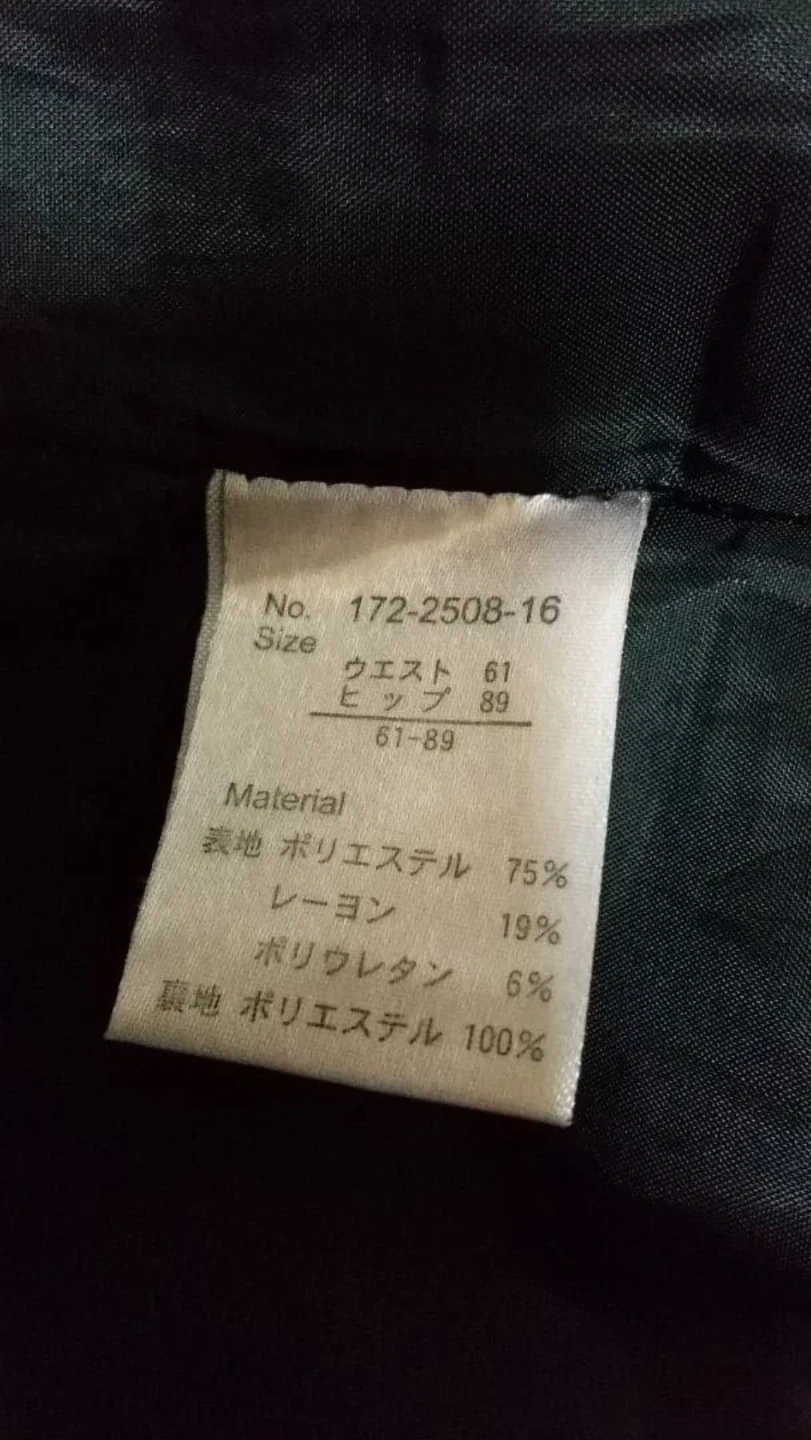 No. 172-2508-16
Size
ウエスト 61
ヒップ 89
61-89
Material
表地 ポリエステル 75%
レーヨン 19%
ポリウレタン 6%
裏地 ポリエステル 100%